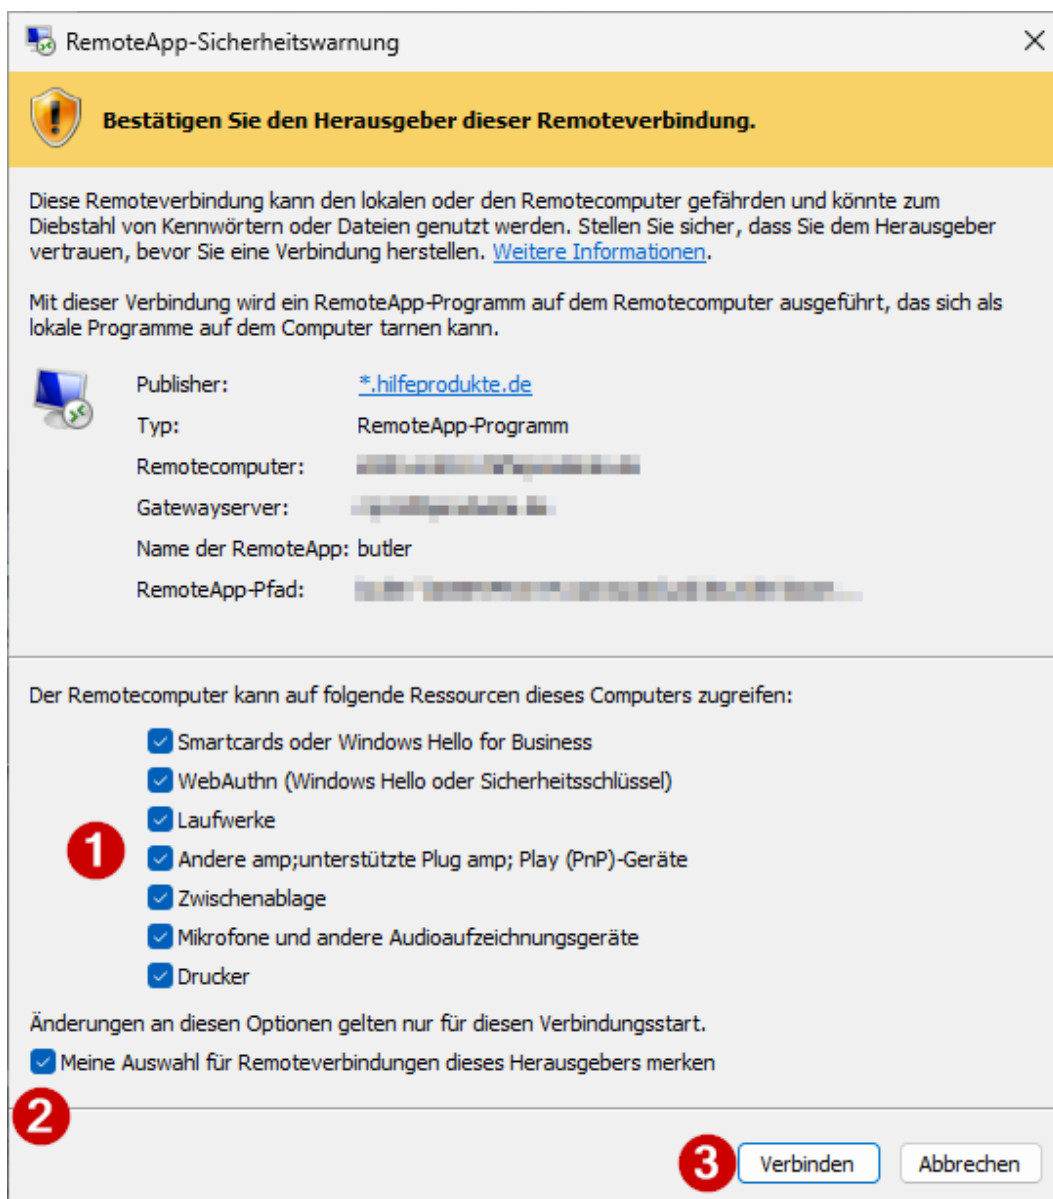 RemoteApp-Sicherheitswarnung
Bestätigen Sie den Herausgeber dieser Remoteverbindung.
Diese Remoteverbindung kann den lokalen oder den Remotecomputer gefährden und könnte zum
Diebstahl von Kennwörtern oder Dateien genutzt werden. Stellen Sie sicher, dass Sie dem Herausgeber
vertrauen, bevor Sie eine Verbindung herstellen. Weitere Informationen.
Mit dieser Verbindung wird ein RemoteApp-Programm auf dem Remotecomputer ausgeführt, das sich als
lokale Programme auf dem Computer tarnen kann.
Publisher: *.hilfeprodukte.de
Typ: RemoteApp-Programm
Remotecomputer:
Gatewayserver:
Name der RemoteApp: butler
RemoteApp-Pfad:
Der Remotecomputer kann auf folgende Ressourcen dieses Computers zugreifen:
Smartcards oder Windows Hello for Business
WebAuthn (Windows Hello oder Sicherheitsschlüssel)
Laufwerke
1 Andere amp;unterstützte Plug amp; Play (PnP)-Geräte
Zwischenablage
Mikrofone und andere Audioaufzeichnungsgeräte
Drucker
Änderungen an diesen Optionen gelten nur für diesen Verbindungsstart.
Meine Auswahl für Remoteverbindungen dieses Herausgebers merken
2
3 Verbinden Abbrechen